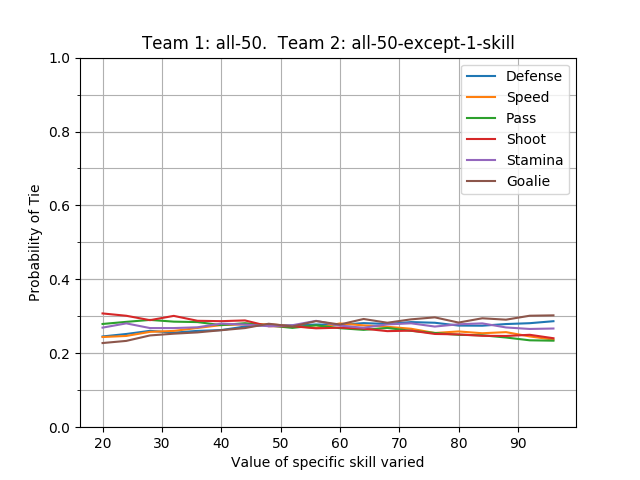 Team 1: all-50.  Team 2: all-50-except-1-skill
1.0
0.8
0.6
0.4
0.2
0.0
Probability of Tie
Defense
Speed
Pass
Shoot
Stamina
Goalie
20 30 40 50 60 70 80 90
Value of specific skill varied